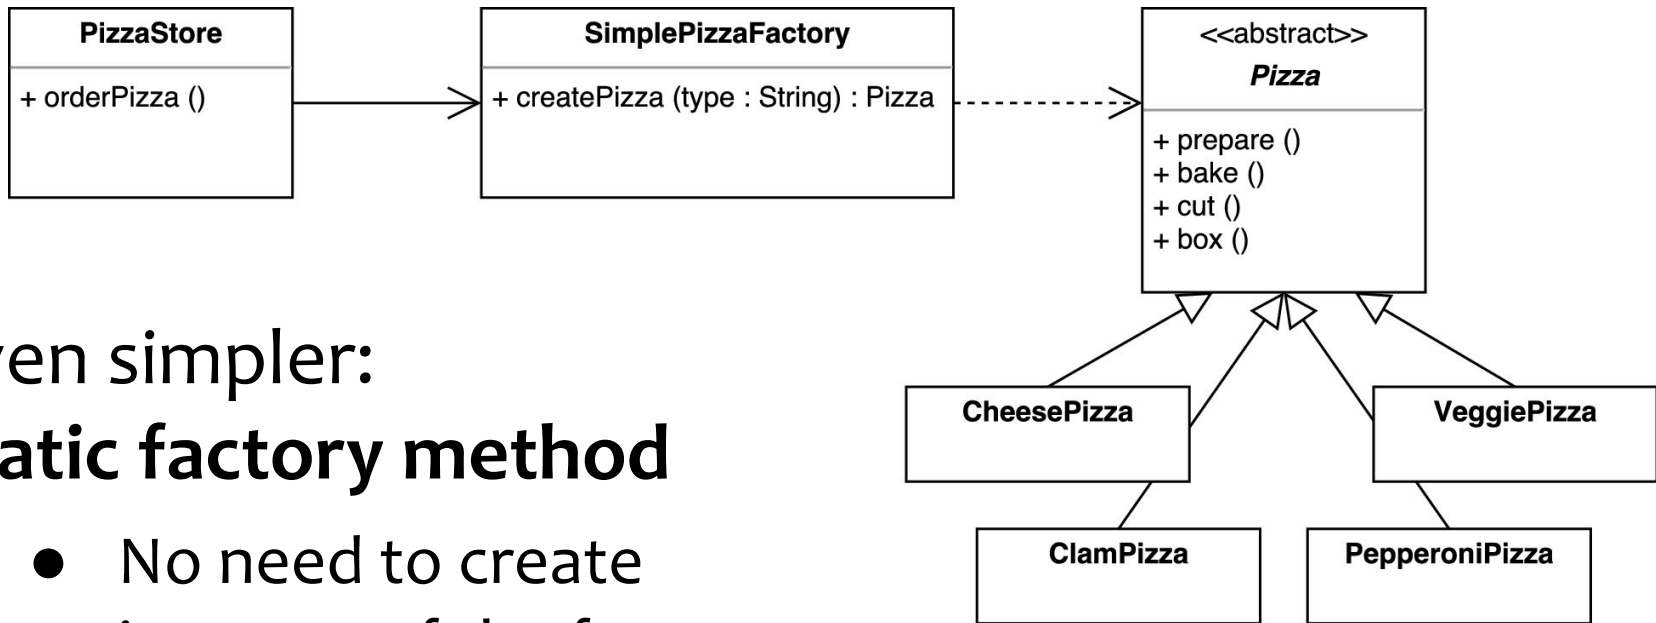 PizzaStore
+ orderPizza ()
SimplePizzaFactory
+ createPizza (type : String) : Pizza
<<abstract>>
Pizza
+ prepare ()
+ bake ()
+ cut ()
+ box ()
CheesePizza
VeggiePizza
ClamPizza
PepperoniPizza
ven simpler:
atic factory method
● No need to create